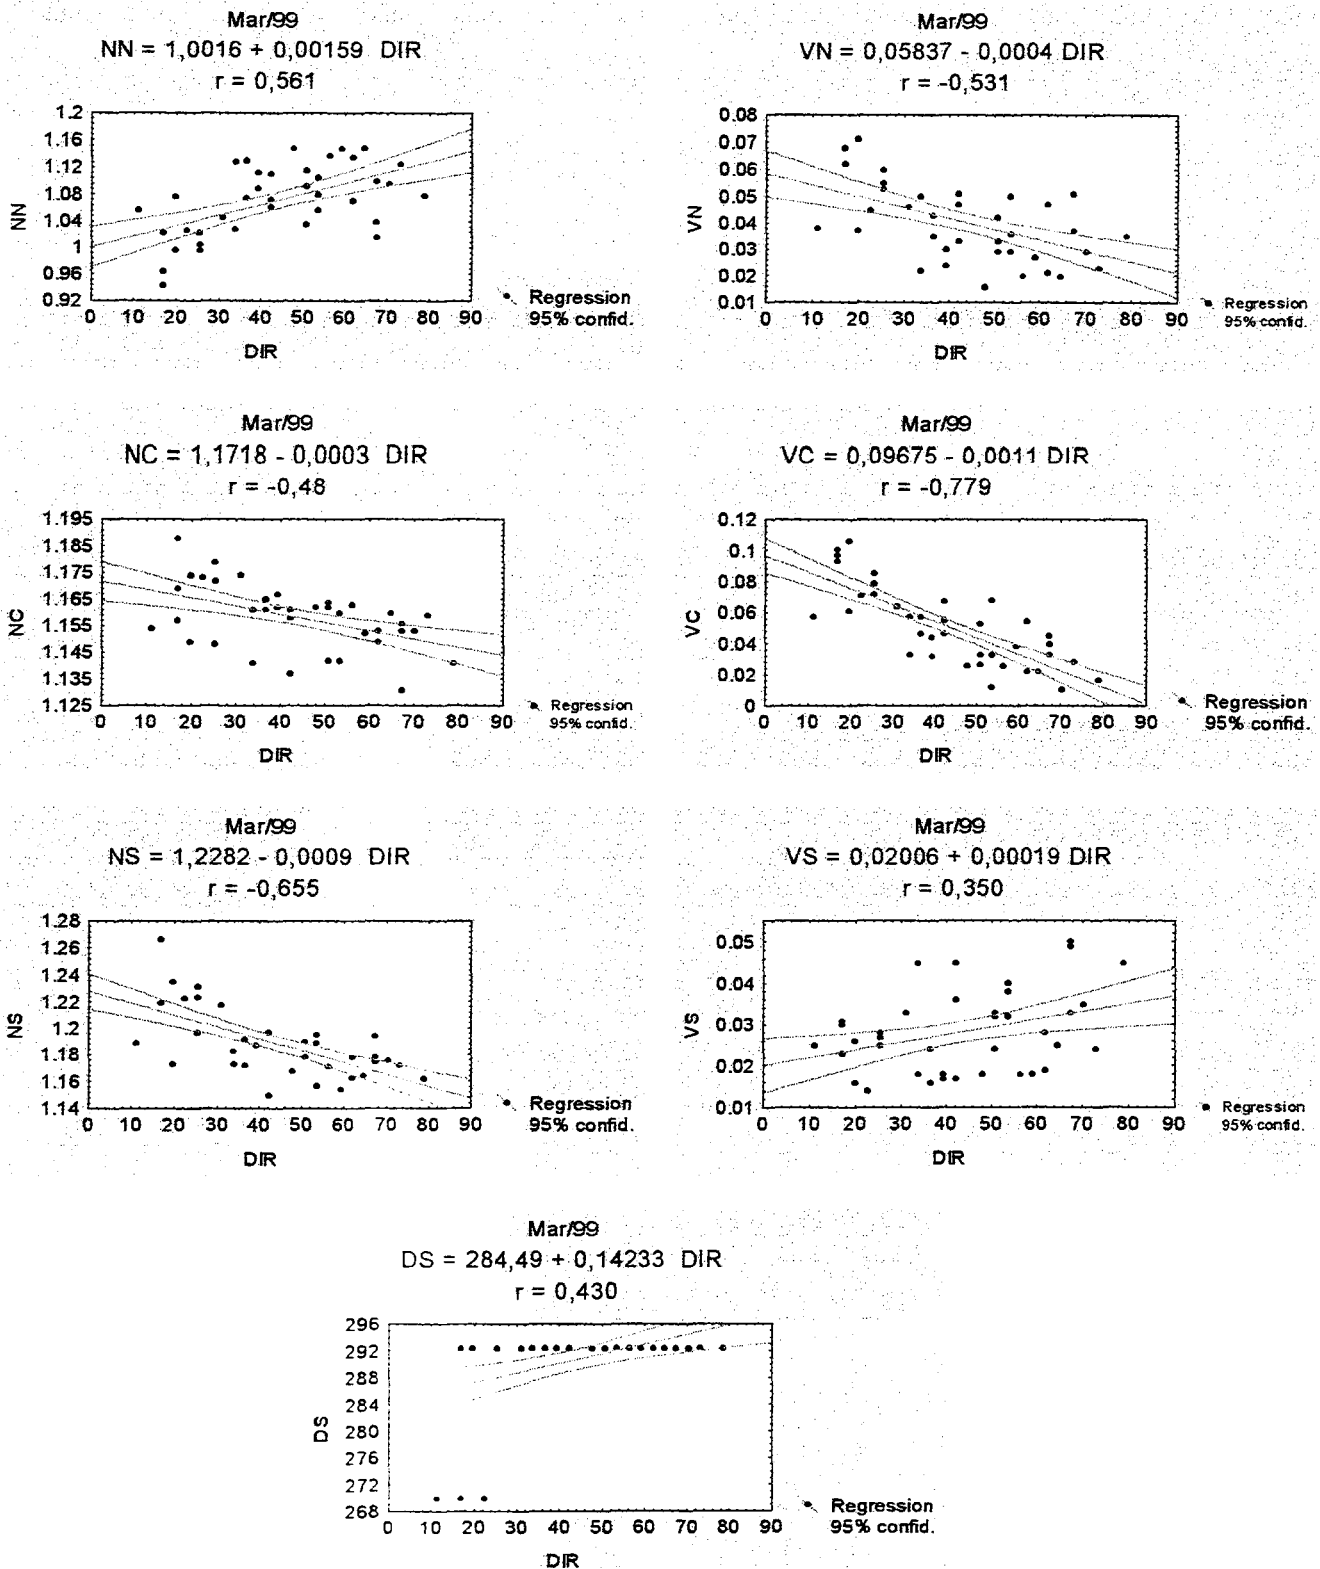 Mar/99
NN = 1,0016 + 0,00159 DIR
r = 0,561
1.2
1.16
1.12
1.08
1.04
1
0.96
0.92
NN
0 10 20 30 40 50 60 70 80 90
DIR
Regression
95% confid.
Mar/99
VN = 0,05837 - 0,0004 DIR
r = -0,531
0.08
0.07
0.06
0.05
0.04
0.03
0.02
0.01
VN
0 10 20 30 40 50 60 70 80 90
DIR
Regression
95% confid.
Mar/99
NC = 1,1718 - 0,0003 DIR
r = -0,48
1.195
1.185
1.175
1.165
1.155
1.145
1.135
1.125
NC
0 10 20 30 40 50 60 70 80 90
DIR
Regression
95% confid.
Mar/99
VC = 0,09675 - 0,0011 DIR
r = -0,779
0.12
0.1
0.08
0.06
0.04
0.02
0
VC
0 10 20 30 40 50 60 70 80 90
DIR
Regression
95% confid.
Mar/99
NS = 1,2282 - 0,0009 DIR
r = -0,655
1.28
1.26
1.24
1.22
1.2
1.18
1.16
1.14
NS
0 10 20 30 40 50 60 70 80 90
DIR
Regression
95% confid.
Mar/99
VS = 0,02006 + 0,00019 DIR
r = 0,350
0.05
0.04
0.03
0.02
0.01
VS
0 10 20 30 40 50 60 70 80 90
DIR
Regression
95% confid.
Mar/99
DS = 284,49 + 0,14233 DIR
r = 0,430
296
292
288
284
280
276
272
268
DS
0 10 20 30 40 50 60 70 80 90
DIR
Regression
95% confid.